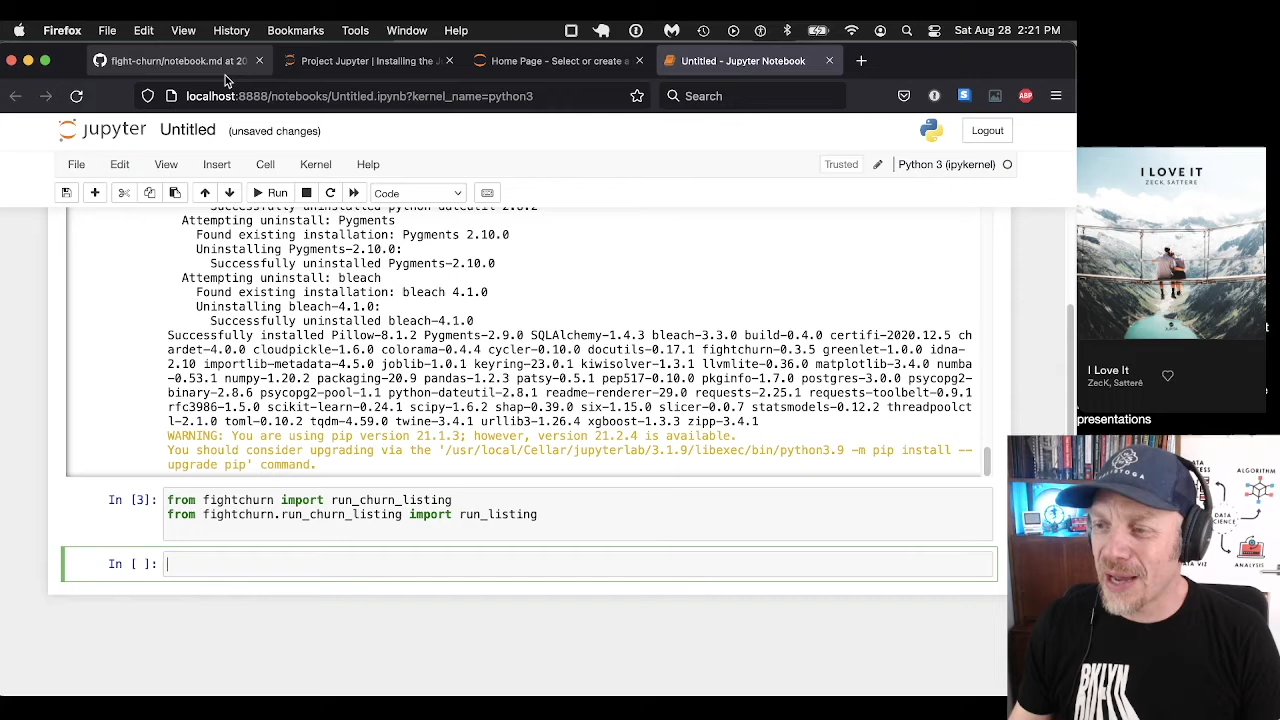 Firefox File Edit View History Bookmarks Tools Window Help Sat Aug 28 2:21 PM
fight-churn/notebook.md at 20 Project Jupyter | Installing the J Home Page - Select or create a Untitled - Jupyter Notebook
localhost:8888/notebooks/Untitled.ipynb?kernel_name=python3 Search
jupyter Untitled (unsaved changes) Logout
File Edit View Insert Cell Kernel Help Trusted Python 3 (ipykernel)
Run Code
Successfully uninstalled python-dateutil-2.8.2
Attempting uninstall: Pygments
Found existing installation: Pygments 2.10.0
Uninstalling Pygments-2.10.0:
Successfully uninstalled Pygments-2.10.0
Attempting uninstall: bleach
Found existing installation: bleach 4.1.0
Uninstalling bleach-4.1.0:
Successfully uninstalled bleach-4.1.0
Successfully installed Pillow-8.1.2 Pygments-2.9.0 SQLAlchemy-1.4.3 bleach-3.3.0 build-0.4.0 certifi-2020.12.5 ch
ardet-4.0.0 cloudpickle-1.6.0 colorama-0.4.4 cycler-0.10.0 docutils-0.17.1 fightchurn-0.3.5 greenlet-1.0.0 idna-
2.10 importlib-metadata-4.5.0 joblib-1.0.1 keyring-23.0.1 kiwisolver-1.3.1 llvmlite-0.36.0 matplotlib-3.4.0 numba
-0.53.1 numpy-1.20.2 packaging-20.9 pandas-1.2.3 patsy-0.5.1 pep517-0.10.0 pkginfo-1.7.0 postgres-3.0.0 psycopg2-
binary-2.8.6 psycopg2-pool-1.1 python-dateutil-2.8.1 readme-renderer-29.0 requests-2.25.1 requests-toolbelt-0.9.1
rfc3986-1.5.0 scikit-learn-0.24.1 scipy-1.6.2 shap-0.39.0 six-1.15.0 slicer-0.0.7 statsmodels-0.12.2 threadpoolct
l-2.1.0 toml-0.10.2 tqdm-4.59.0 twine-3.4.1 urllib3-1.26.4 xgboost-1.3.3 zipp-3.4.1
WARNING: You are using pip version 21.1.3; however, version 21.2.4 is available.
You should consider upgrading via the '/usr/local/Cellar/jupyterlab/3.1.9/libexec/bin/python3.9 -m pip install --
upgrade pip' command.
In [3]: from fightchurn import run_churn_listing
from fightchurn.run_churn_listing import run_listing
In [ ]:
I LOVE IT
ZECK, SATTERE
I Love It
ZecK, Satterê
presentations
ALGORITHM
DATA
SCIENCE
ANALYSIS
BKLYN